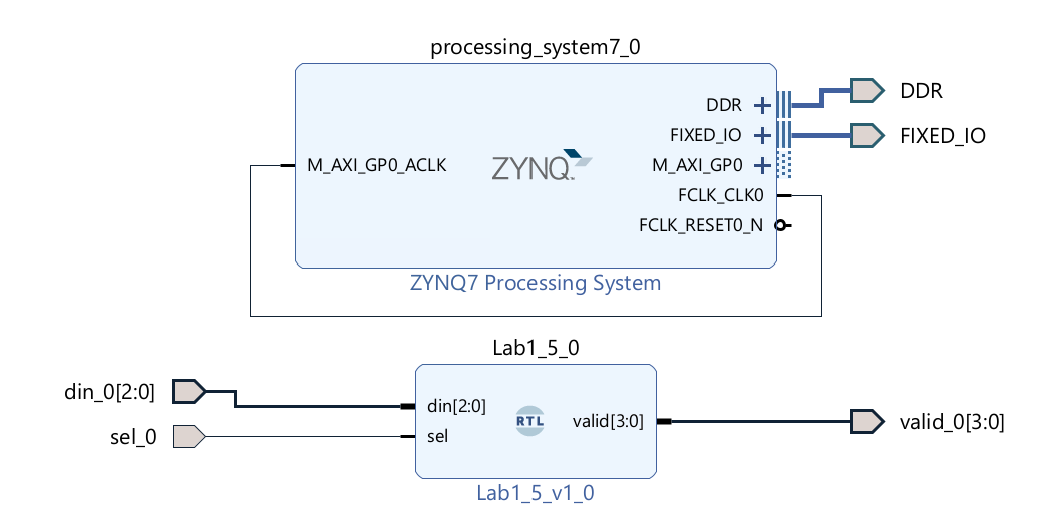 processing_system7_0
DDR
FIXED_IO
M_AXI_GP0_ACLK
ZYNQ
M_AXI_GP0
FCLK_CLK0
FCLK_RESET0_N
DDR
FIXED_IO
ZYNQ7 Processing System
Lab1_5_0
din_0[2:0]
sel_0
din[2:0]
sel
RTL
valid[3:0]
valid_0[3:0]
Lab1_5_v1_0